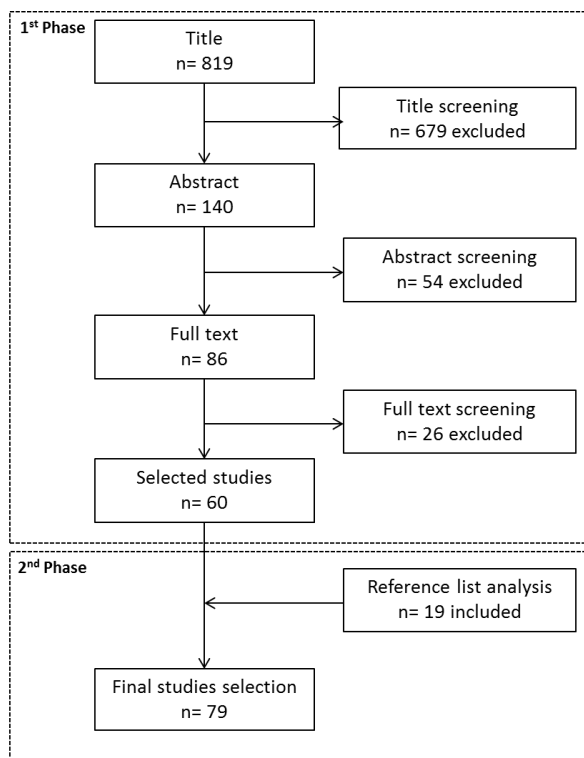 1st Phase
Title
n= 819
Title screening
n= 679 excluded
Abstract
n= 140
Abstract screening
n= 54 excluded
Full text
n= 86
Full text screening
n= 26 excluded
Selected studies
n= 60
2nd Phase
Reference list analysis
n= 19 included
Final studies selection
n= 79